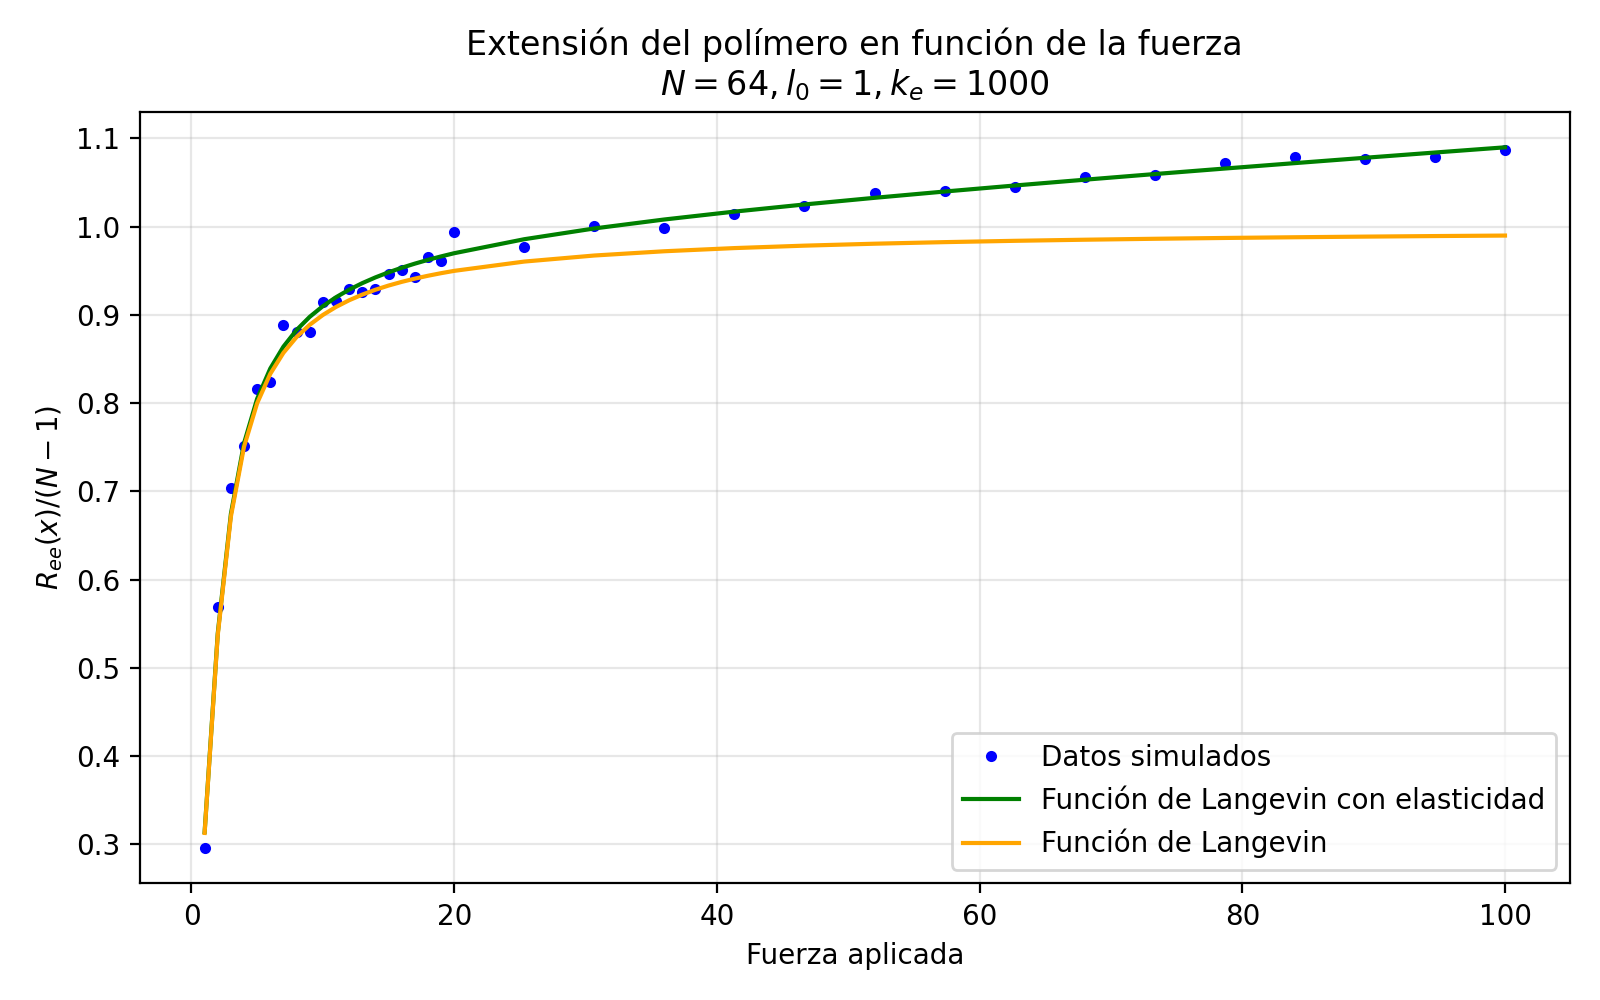 Extensión del polímero en función de la fuerza
N = 64, l₀ = 1, kₑ = 1000
1.1
1.0
0.9
0.8
0.7
0.6
0.5
0.4
0.3
Rₑₑ(x)/(N − 1)
Datos simulados
Función de Langevin con elasticidad
Función de Langevin
0 20 40 60 80 100
Fuerza aplicada